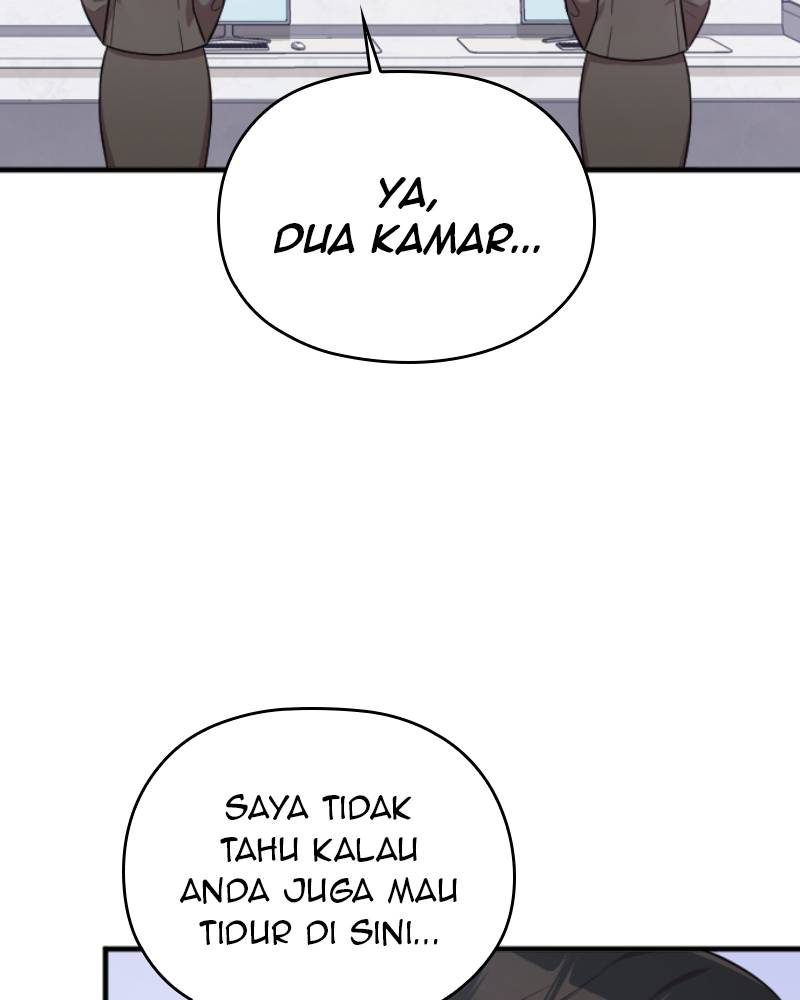 YA,
DUA KAMAR...
SAYA TIDAK
TAHU KALAU
ANDA JUGA MAU
TIDUR DI SINI...